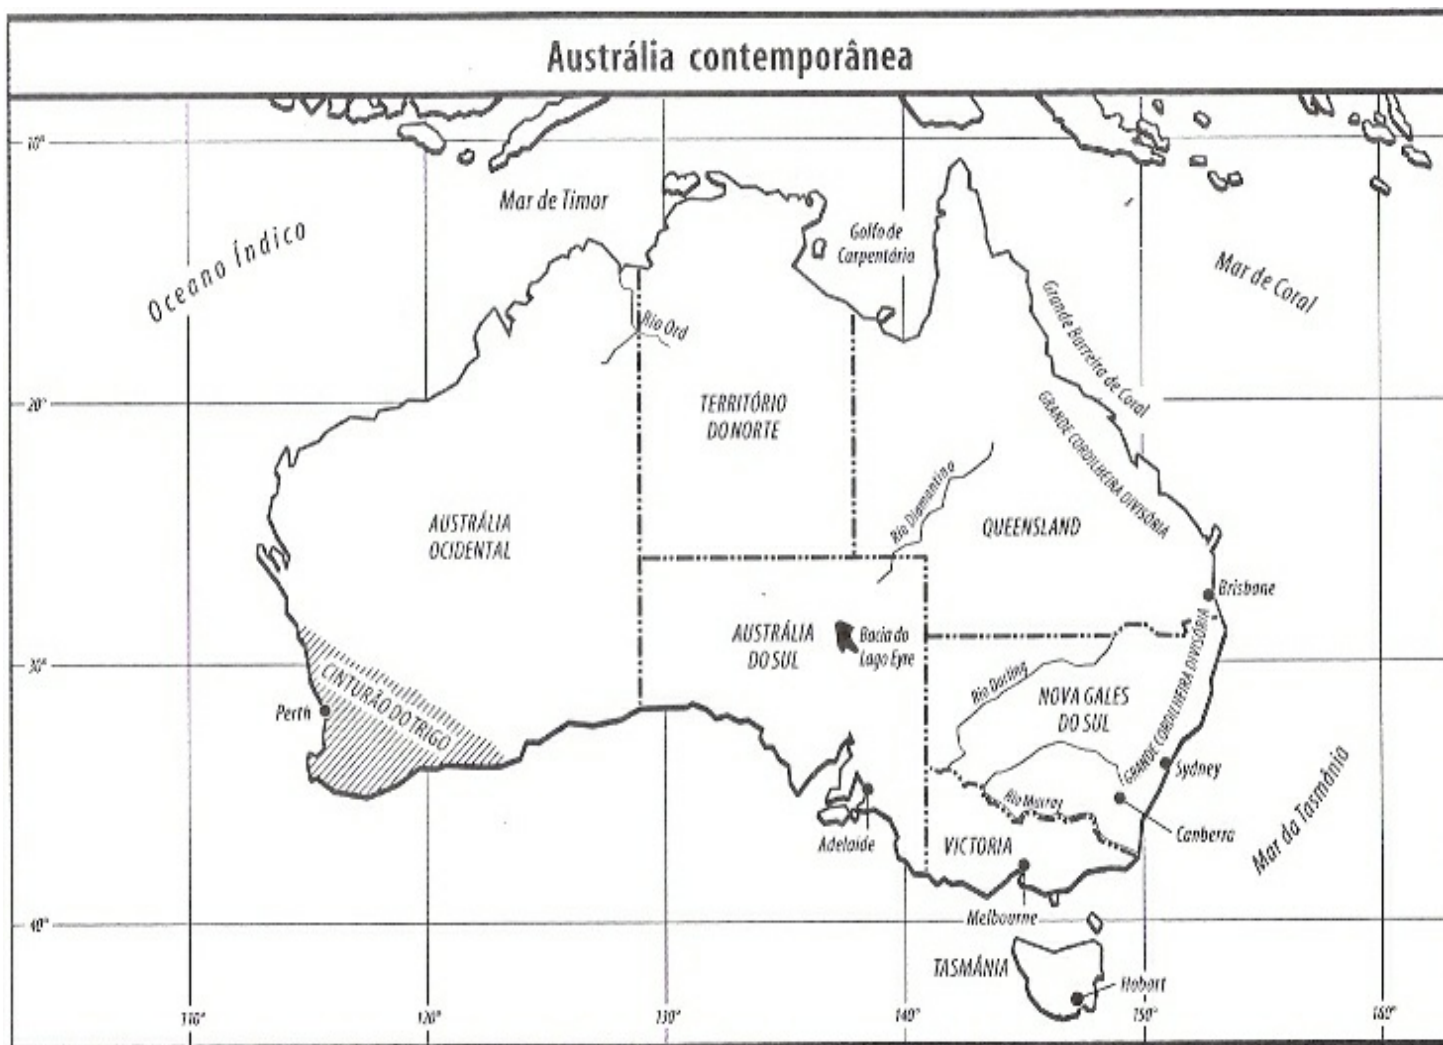 Austrália contemporânea
10°
Mar de Timor
Oceano Índico
Golfo de
Carpentária
Mar de Coral
Rio Ord
Grande Barreira de Coral
20°
TERRITÓRIO
DO NORTE
GRANDE CORDILHEIRA DIVISÓRIA
Rio Diamantina
AUSTRÁLIA
OCIDENTAL
QUEENSLAND
Brisbane
AUSTRÁLIA
DO SUL
Bacia do
Lago Eyre
GRANDE CORDILHEIRA DIVISÓRIA
30°
CINTURÃO DO TRIGO
Perth
Rio Darling
NOVA GALES
DO SUL
Sydney
Mar da Tasmânia
Rio Murray
Canberra
Adelaide
VICTORIA
Melbourne
40°
TASMÂNIA
Hobart
110°
120°
130°
140°
150°
160°